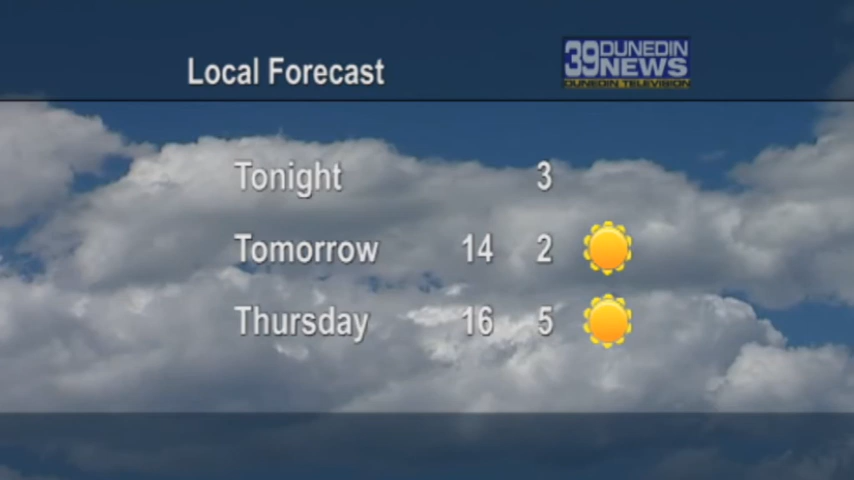 Local Forecast
39 DUNEDIN NEWS
DUNEDIN TELEVISION
Tonight 3
Tomorrow 14 2
Thursday 16 5